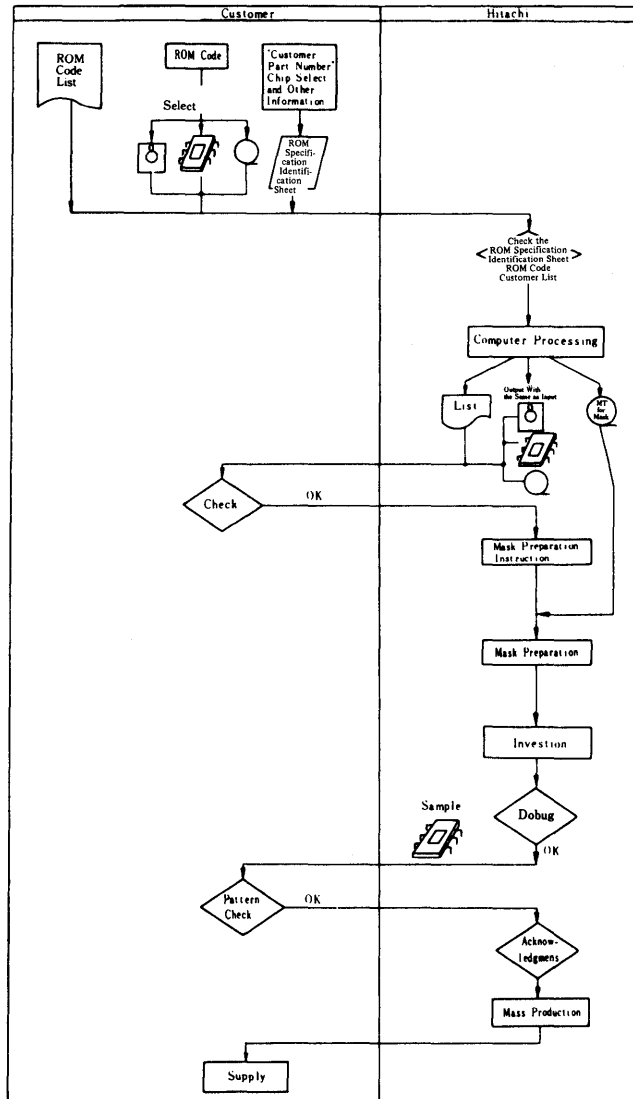 Customer
Hitachi
ROM
Code
List
ROM Code
"Customer
Part Number"
Chip Select
and Other
Information
Select
ROM
Specifi-
cation
Identifi-
cation
Sheet
Check the
ROM Specification
Identification Sheet
ROM Code
Customer List
Computer Processing
List
Output With
the Same as Input
MT
for
Mask
Check
OK
Mask Preparation
Instruction
Mask Preparation
Investion
Sample
Dobug
OK
Pattern
Check
OK
Acknow-
ledgmens
Mass Production
Supply